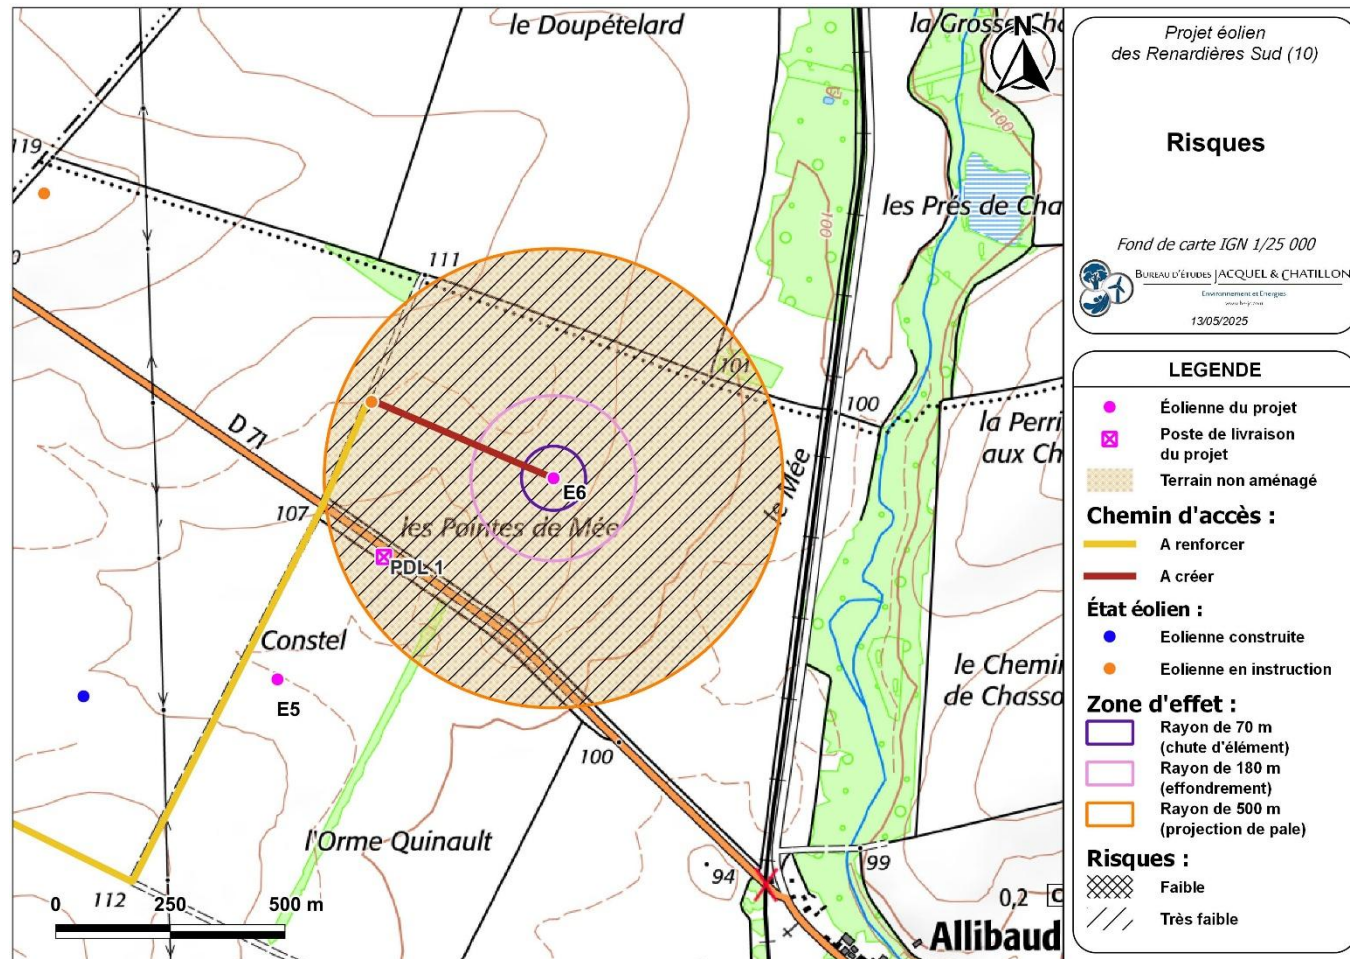 le Doupételard
la Grosse Ch
N
119
111
les Prés de Cha
100
100
101
100
la Perri
aux Ch
D 71
E6
107
les Pointes de Mée
le Mée
PDL 1
Constel
E5
le Chemi
de Chasso
100
l'Orme Quinault
94
99
112
0,2
Allibaud
0 250 500 m
Projet éolien
des Renardières Sud (10)
Risques
Fond de carte IGN 1/25 000
BUREAU D'ÉTUDES JACQUEL & CHATILLON
Environnement et Energies
13/05/2025
LEGENDE
Éolienne du projet
Poste de livraison
du projet
Terrain non aménagé
Chemin d'accès :
A renforcer
A créer
État éolien :
Eolienne construite
Eolienne en instruction
Zone d'effet :
Rayon de 70 m
(chute d'élément)
Rayon de 180 m
(effondrement)
Rayon de 500 m
(projection de pale)
Risques :
Faible
Très faible